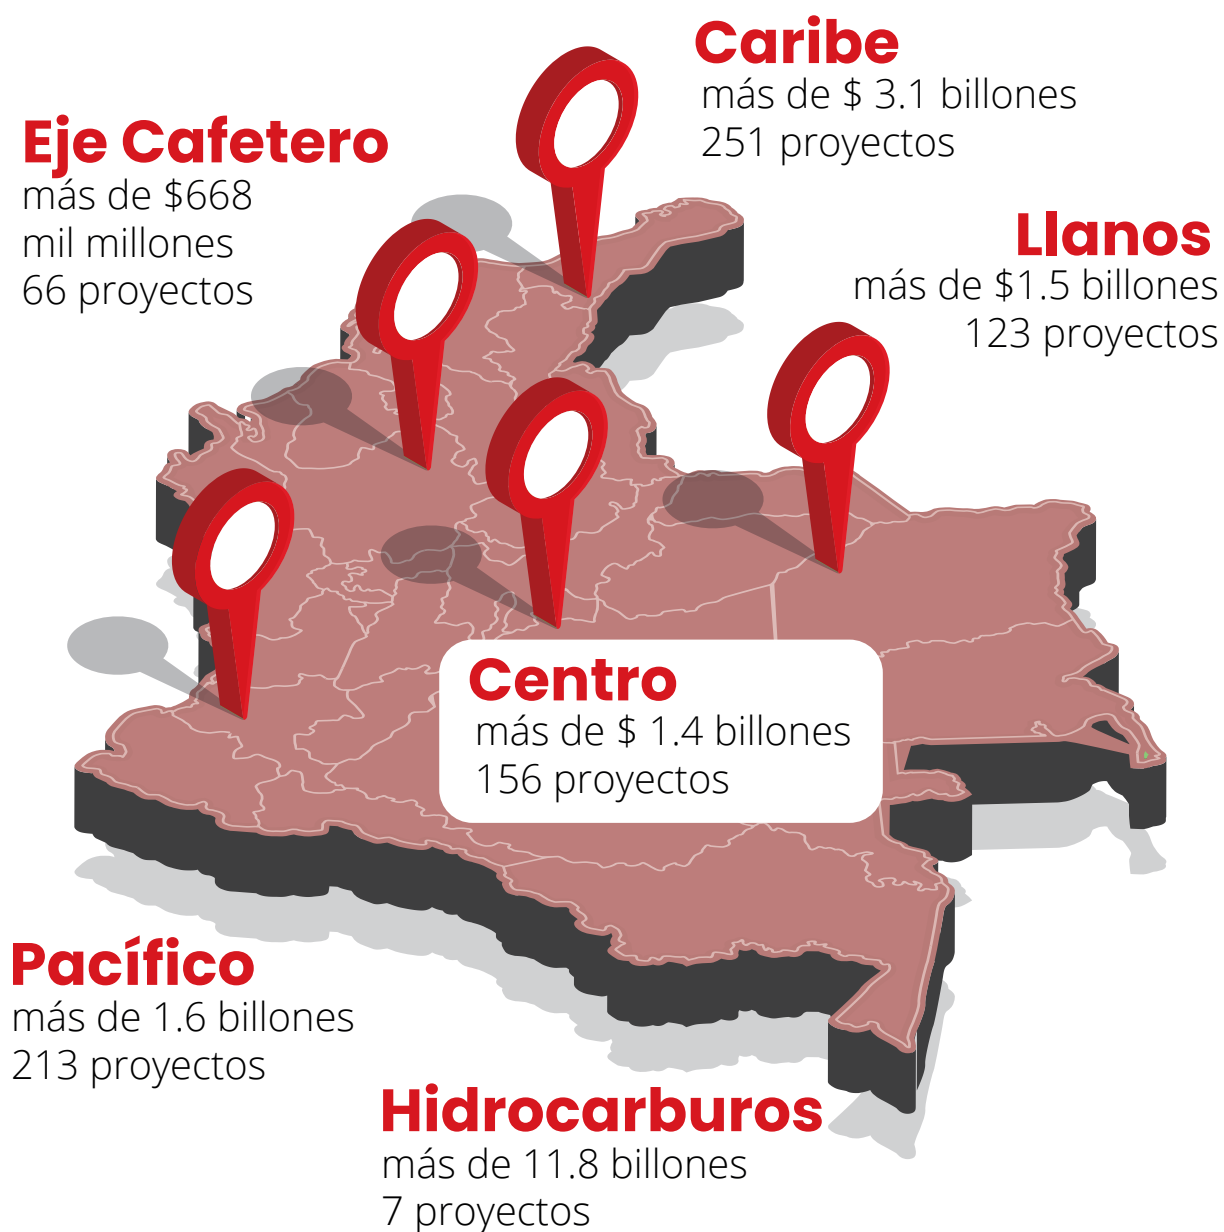 Caribe
más de $ 3.1 billones
251 proyectos
Eje Cafetero
más de $668
mil millones
66 proyectos
Llanos
más de $1.5 billones
123 proyectos
Centro
más de $ 1.4 billones
156 proyectos
Pacífico
más de 1.6 billones
213 proyectos
Hidrocarburos
más de 11.8 billones
7 proyectos